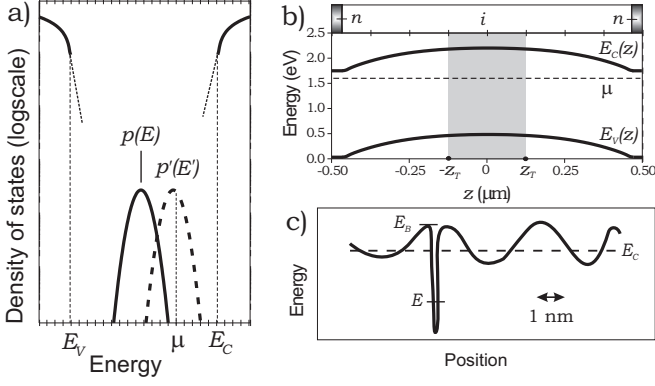 a)
Density of states (logscale)
p(E)
p'(E')
E_V
μ
E_C
Energy
b)
n
i
n
Energy (eV)
2.5
2.0
1.5
1.0
0.5
0.0
E_C(z)
μ
E_V(z)
-0.50
-0.25
-z_T
0
z_T
0.25
0.50
z (μm)
c)
Energy
E_B
E_C
E
1 nm
Position